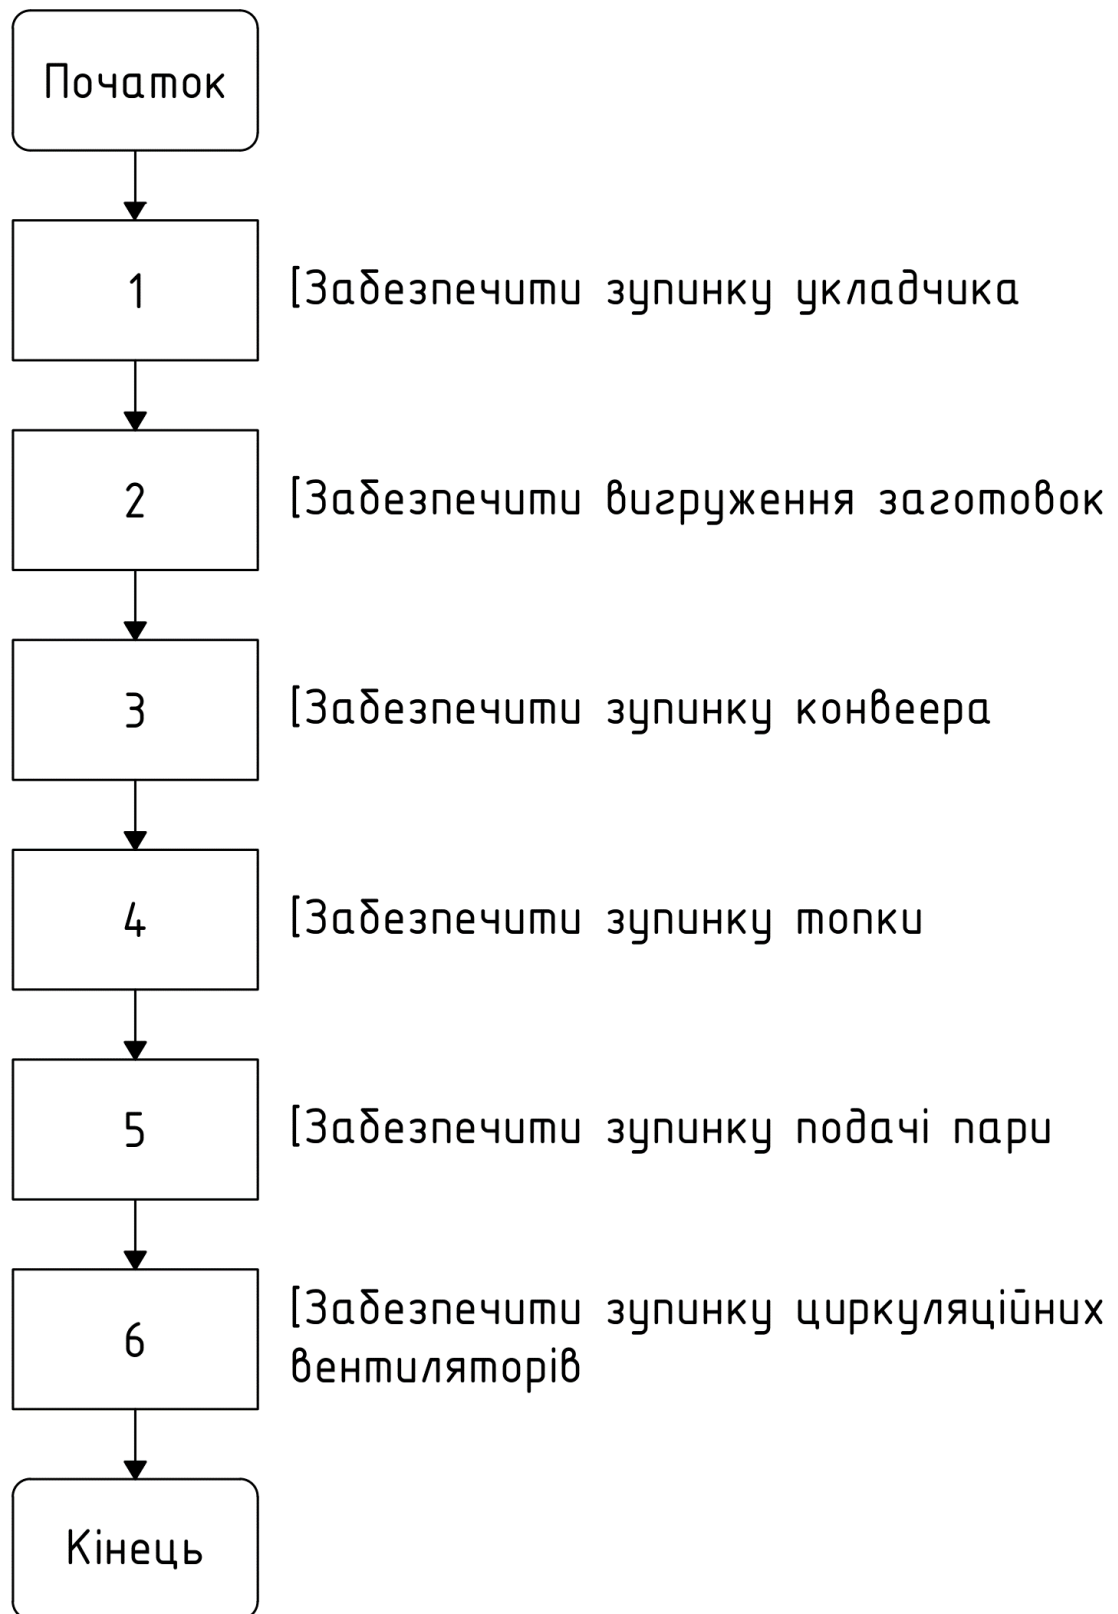 Початок
1
[Забезпечити зупинку укладчика
2
[Забезпечити вигруження заготовок
3
[Забезпечити зупинку конвеера
4
[Забезпечити зупинку топки
5
[Забезпечити зупинку подачі пари
6
[Забезпечити зупинку циркуляційних
вентиляторів
Кінець